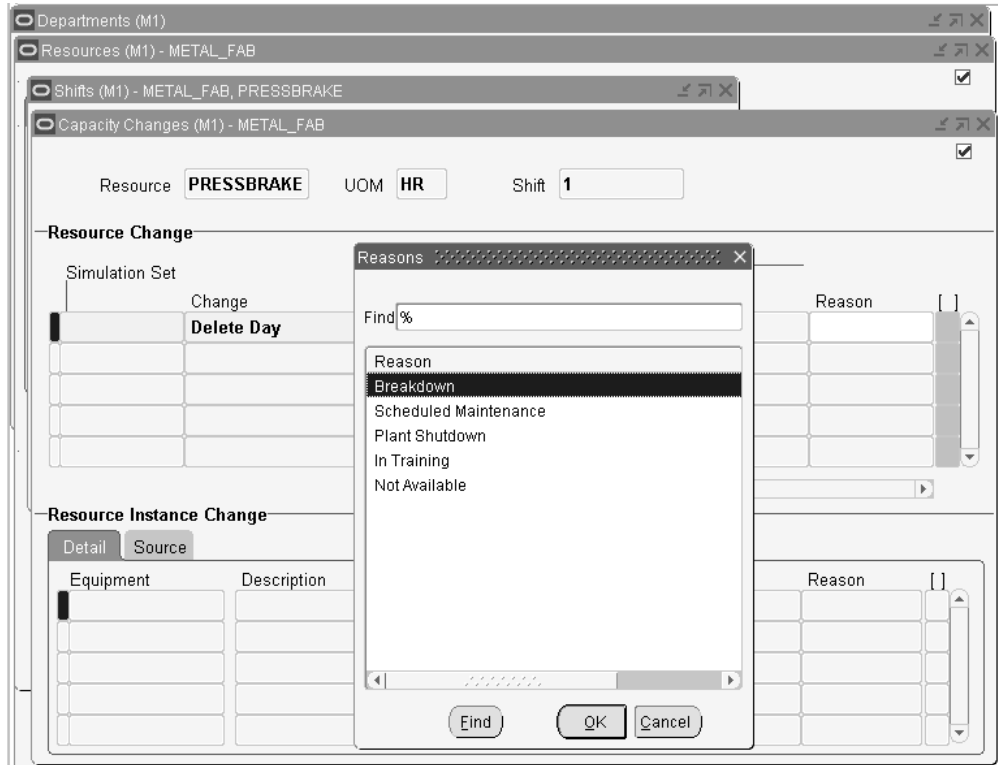 Departments (M1)
Resources (M1) - METAL_FAB
Shifts (M1) - METAL_FAB, PRESSBRAKE
Capacity Changes (M1) - METAL_FAB
Resource PRESSBRAKE UOM HR Shift 1
Resource Change
Simulation Set
Change Reason [ ]
Delete Day
Reasons
Find %
Reason
Breakdown
Scheduled Maintenance
Plant Shutdown
In Training
Not Available
Find OK Cancel
Resource Instance Change
Detail Source
Equipment Description Reason [ ]